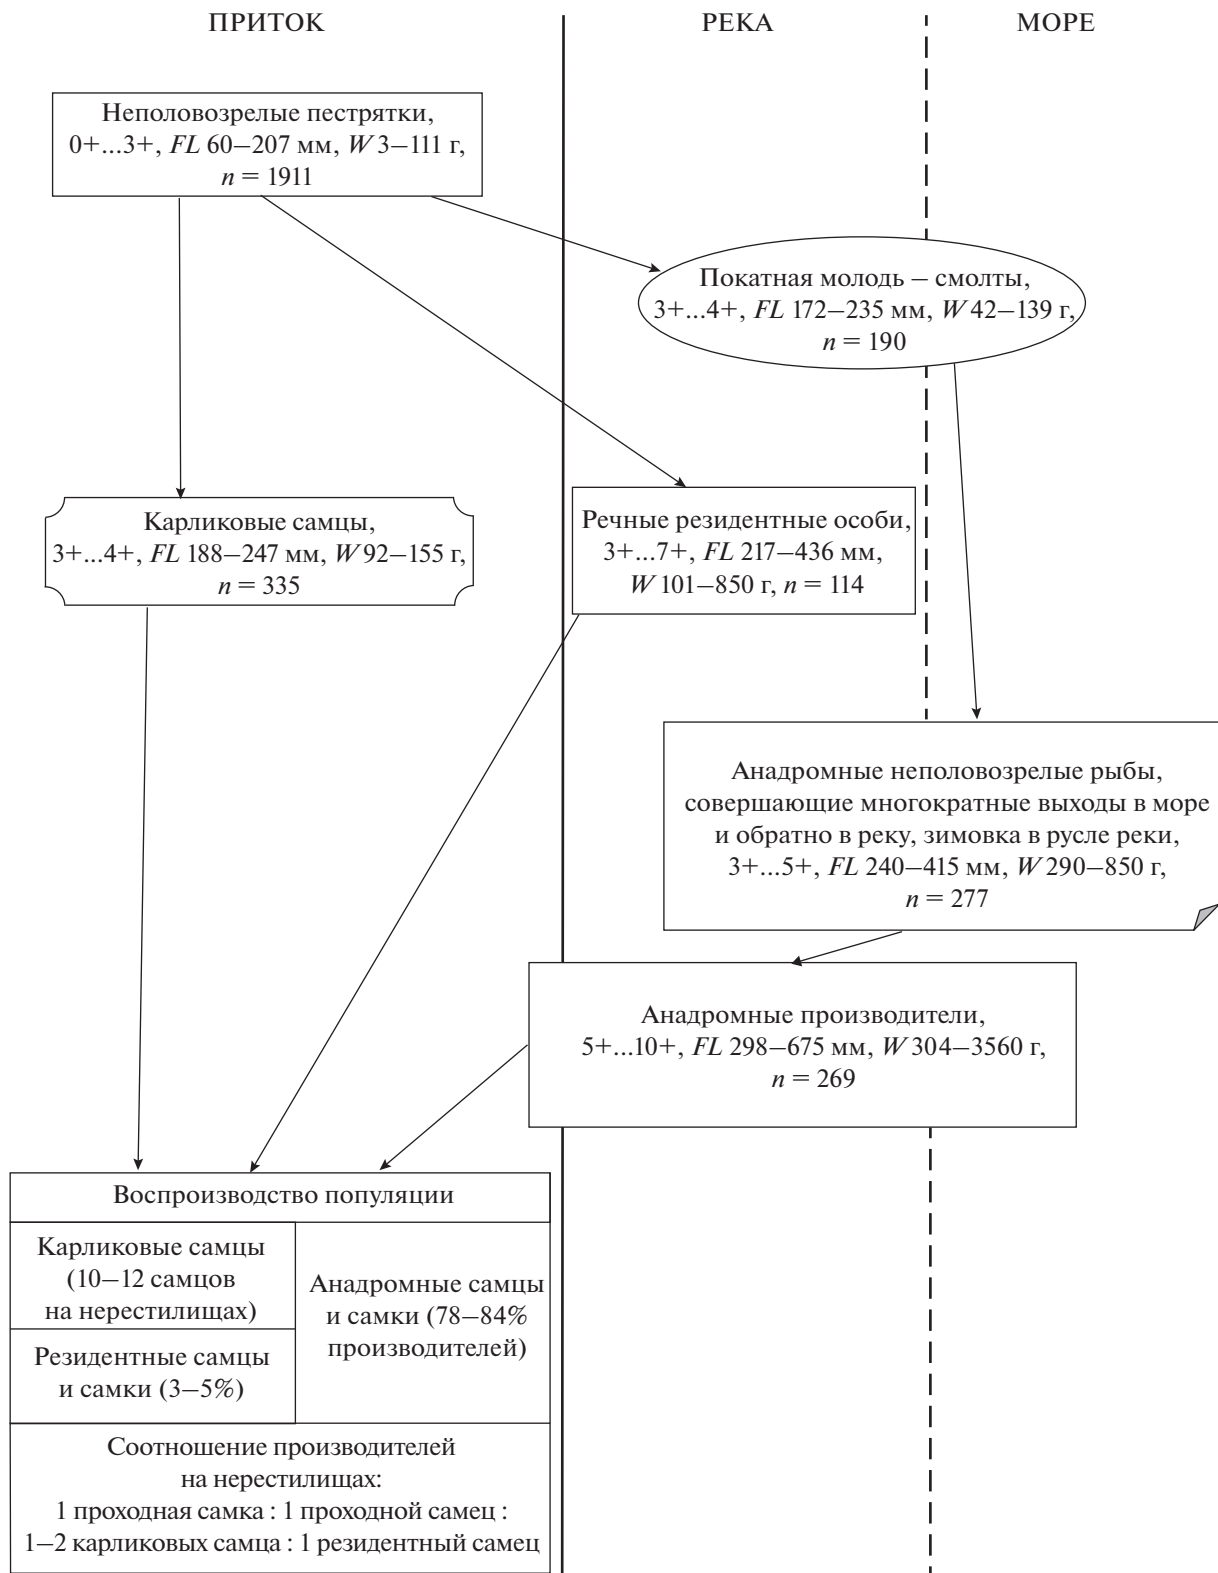 ПРИТОК
РЕКА
МОРЕ
Неполовозрелые пестрятки,
0+...3+, FL 60–207 мм, W 3–111 г,
n = 1911
Покатная молодь – смолты,
3+...4+, FL 172–235 мм, W 42–139 г,
n = 190
Карликовые самцы,
3+...4+, FL 188–247 мм, W 92–155 г,
n = 335
Речные резидентные особи,
3+...7+, FL 217–436 мм,
W 101–850 г, n = 114
Анадромные неполовозрелые рыбы,
совершающие многократные выходы в море
и обратно в реку, зимовка в русле реки,
3+...5+, FL 240–415 мм, W 290–850 г,
n = 277
Анадромные производители,
5+...10+, FL 298–675 мм, W 304–3560 г,
n = 269
Воспроизводство популяции
Карликовые самцы
(10–12 самцов
на нерестилищах)
Резидентные самцы
и самки (3–5%)
Анадромные самцы
и самки (78–84%
производителей)
Соотношение производителей
на нерестилищах:
1 проходная самка : 1 проходной самец :
1–2 карликовых самца : 1 резидентный самец